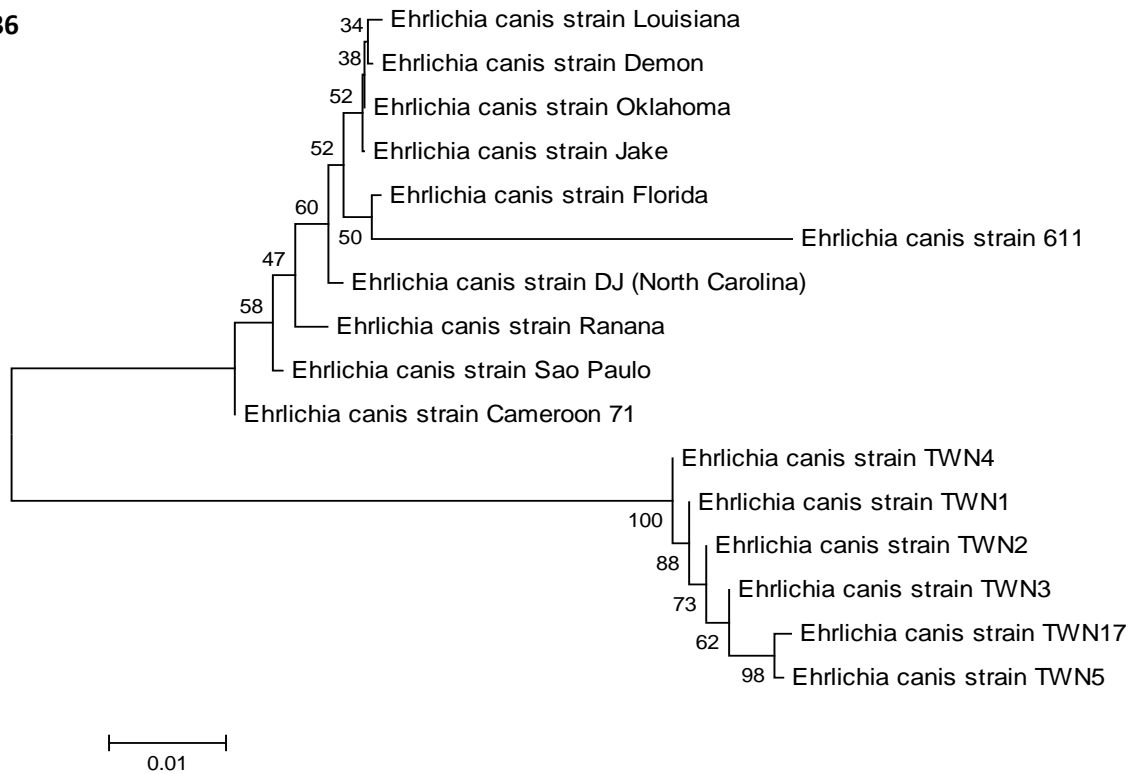 36
34
Ehrlichia canis strain Louisiana
38
Ehrlichia canis strain Demon
52
Ehrlichia canis strain Oklahoma
52
Ehrlichia canis strain Jake
60
Ehrlichia canis strain Florida
50
Ehrlichia canis strain 611
47
Ehrlichia canis strain DJ (North Carolina)
58
Ehrlichia canis strain Ranana
Ehrlichia canis strain Sao Paulo
Ehrlichia canis strain Cameroon 71
Ehrlichia canis strain TWN4
100
Ehrlichia canis strain TWN1
88
Ehrlichia canis strain TWN2
73
Ehrlichia canis strain TWN3
62
Ehrlichia canis strain TWN17
98
Ehrlichia canis strain TWN5
0.01